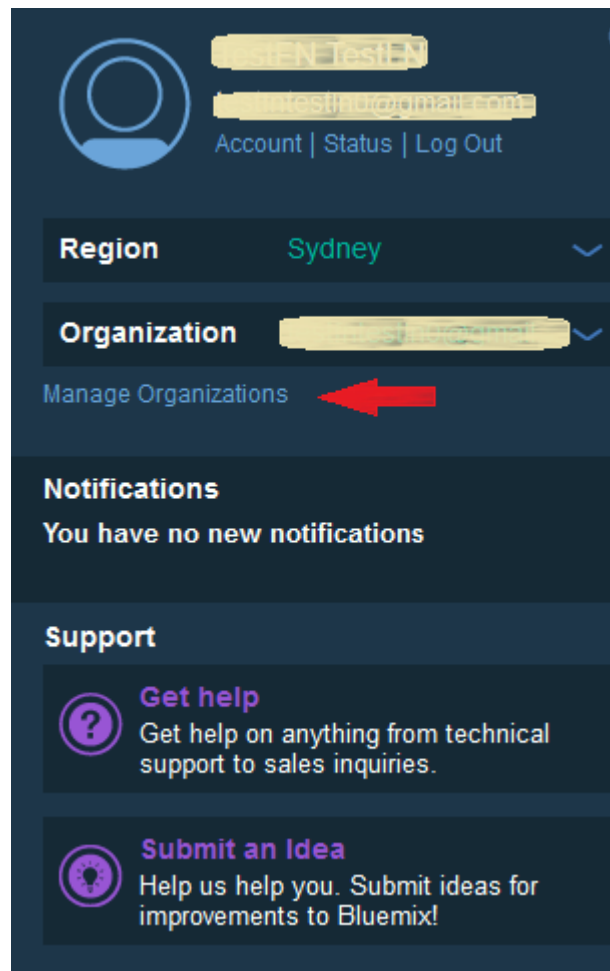 Account | Status | Log Out
Region Sydney
Organization
Manage Organizations
Notifications
You have no new notifications
Support
Get help
Get help on anything from technical
support to sales inquiries.
Submit an Idea
Help us help you. Submit ideas for
improvements to Bluemix!